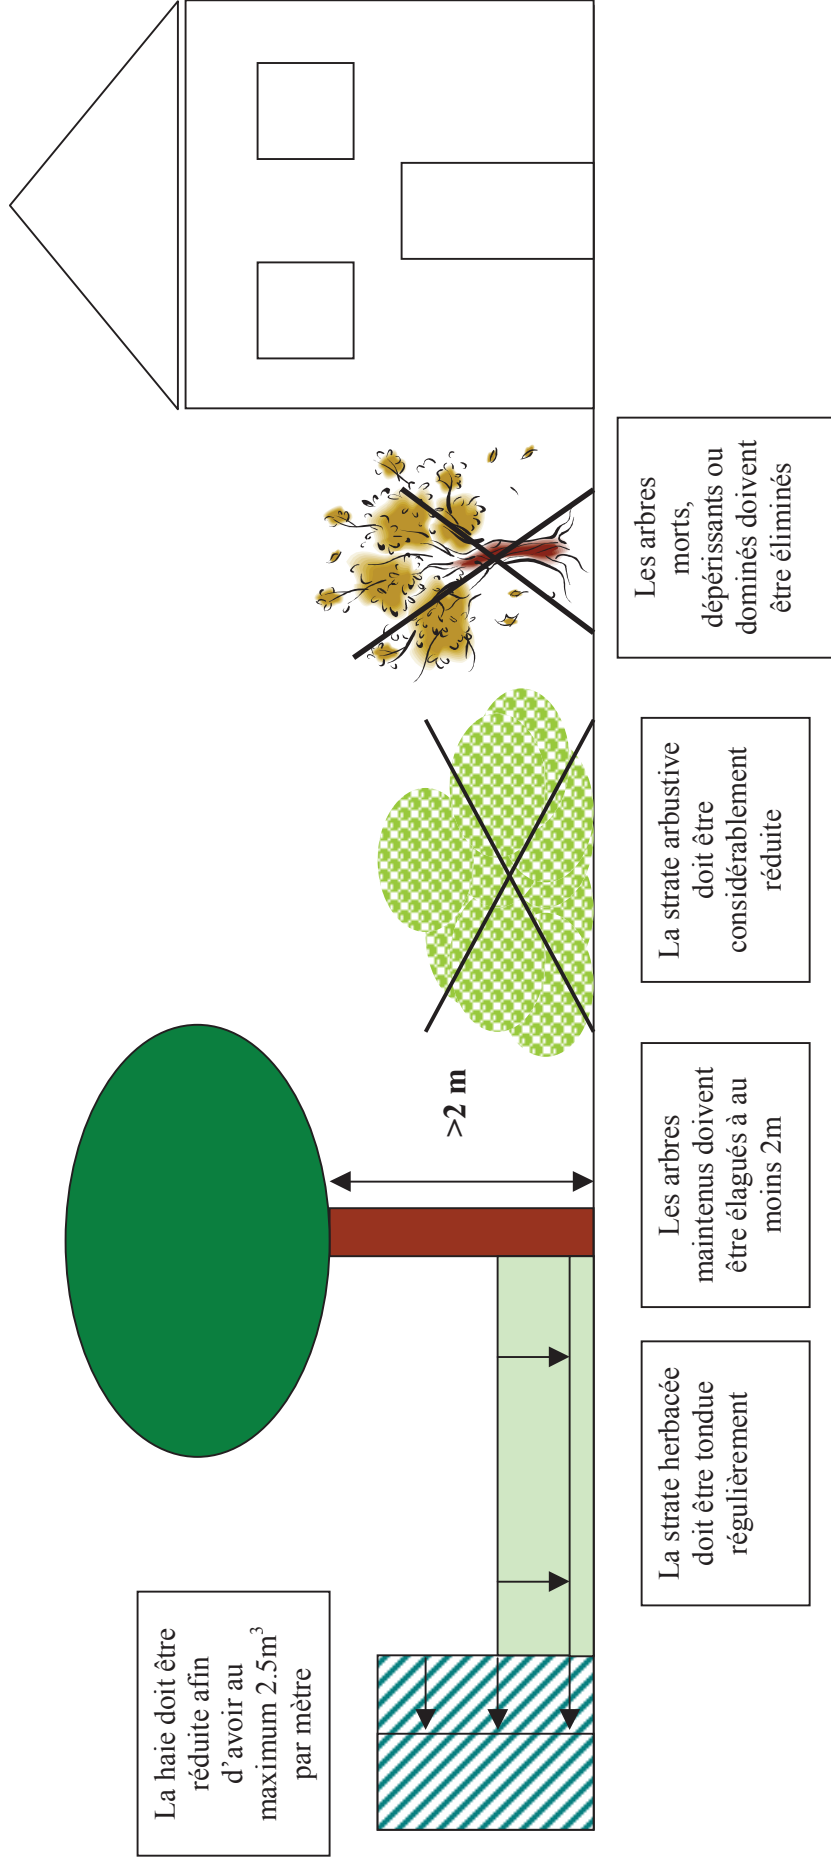 La haie doit être
réduite afin
d'avoir au
maximum 2.5m³
par mètre
>2 m
La strate herbacée
doit être tondue
régulièrement
Les arbres
maintenus doivent
être élagués à au
moins 2m
La strate arbustive
doit être
considérablement
réduite
Les arbres
morts,
dépérissants ou
dominés doivent
être éliminés